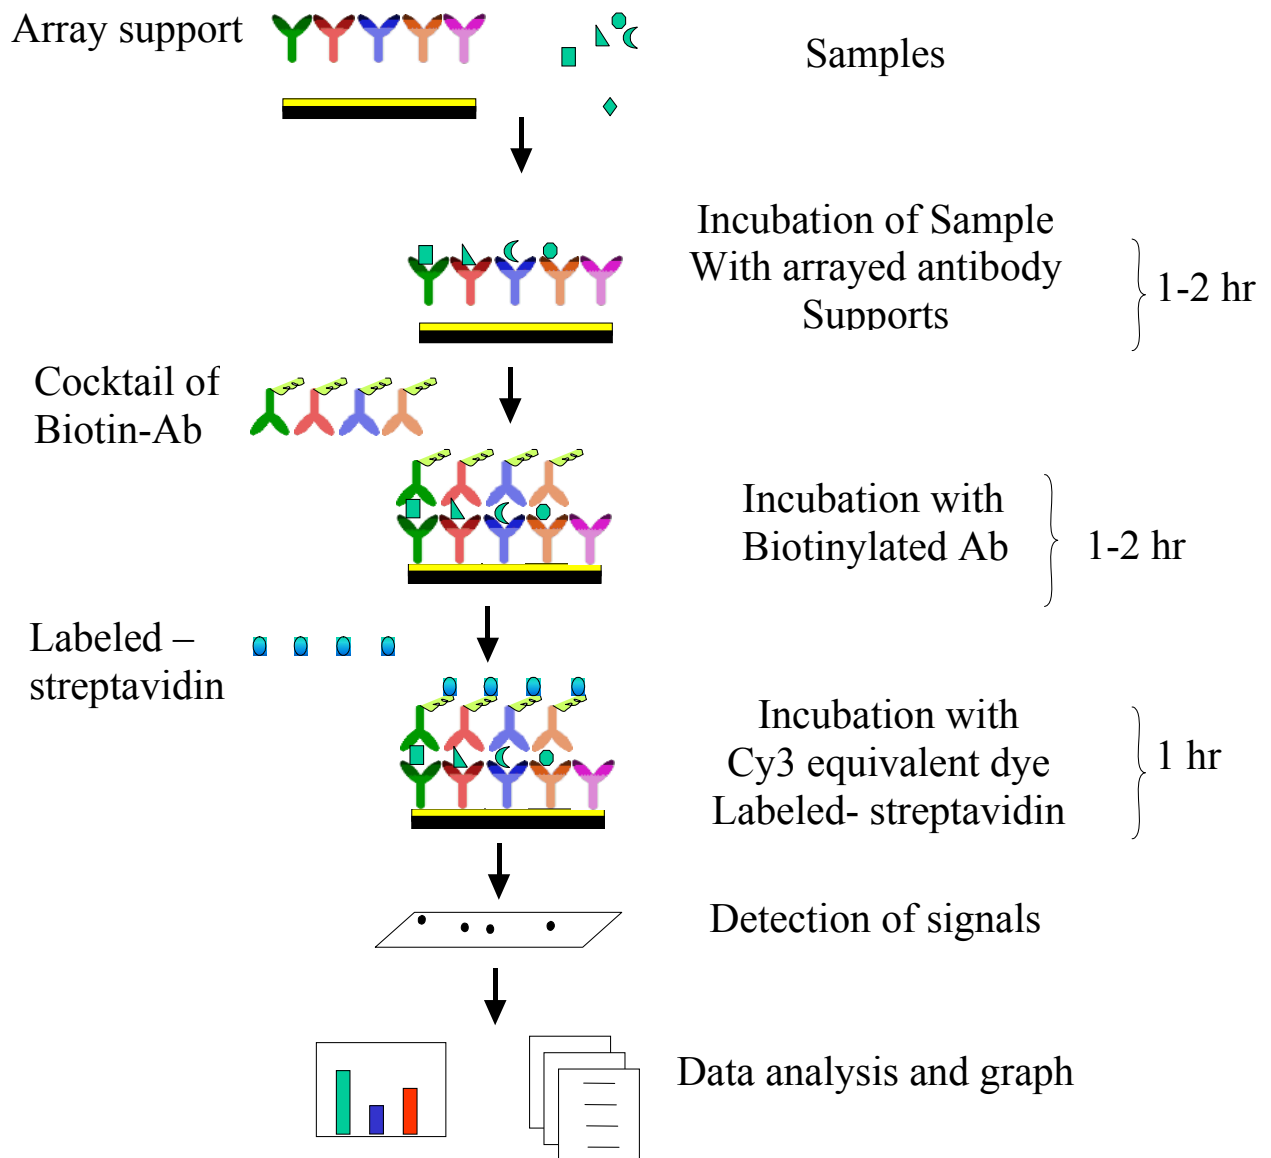 Array support
Samples
Incubation of Sample
With arrayed antibody
Supports
1-2 hr
Cocktail of
Biotin-Ab
Incubation with
Biotinylated Ab
1-2 hr
Labeled –
streptavidin
Incubation with
Cy3 equivalent dye
Labeled- streptavidin
1 hr
Detection of signals
Data analysis and graph